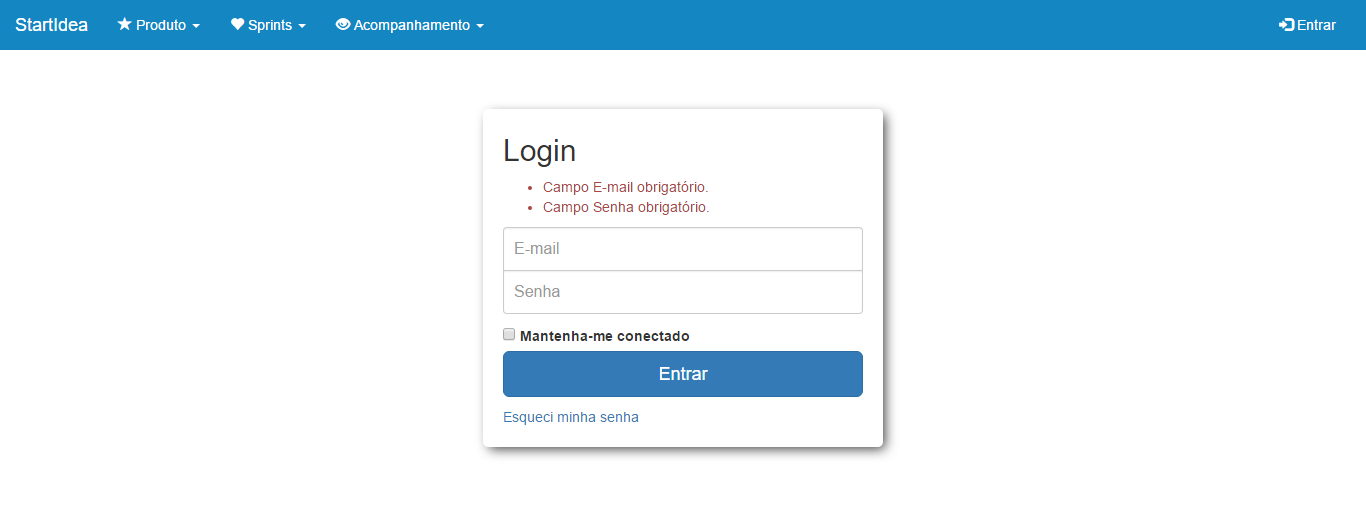 StartIdea Produto Sprints Acompanhamento Entrar
Login
Campo E-mail obrigatório.
Campo Senha obrigatório.
E-mail
Senha
Mantenha-me conectado
Entrar
Esqueci minha senha